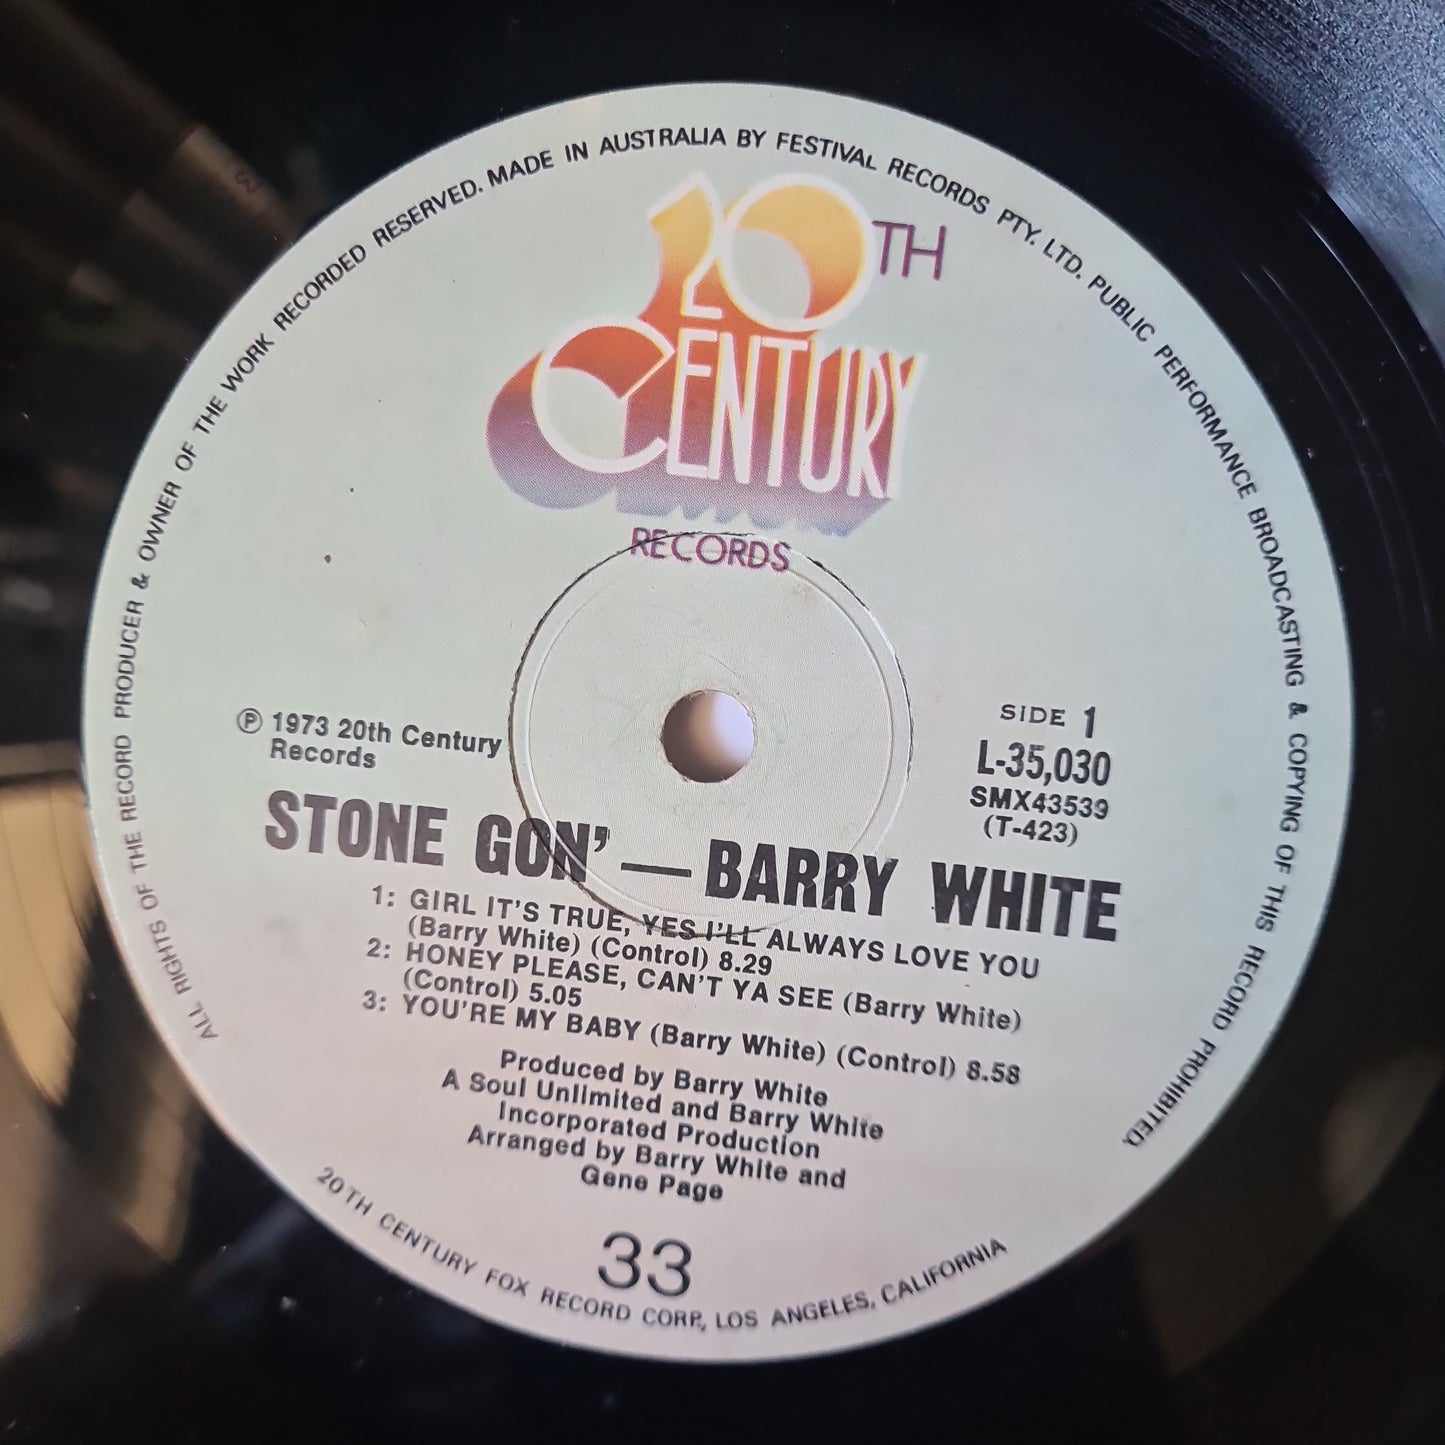 ALL RIGHTS OF THE RECORD PRODUCER & OWNER OF THE WORK RECORDED RESERVED. MADE IN AUSTRALIA BY FESTIVAL RECORDS PTY. LTD. PUBLIC PERFORMANCE BROADCASTING & COPYING OF THIS RECORD PROHIBITED.
20TH
CENTURY
RECORDS
℗ 1973 20th Century
Records
SIDE 1
L-35,030
SMX43539
(T-423)
STONE GON' — BARRY WHITE
1: GIRL IT'S TRUE, YES I'LL ALWAYS LOVE YOU
(Barry White) (Control) 8.29
2: HONEY PLEASE, CAN'T YA SEE (Barry White)
(Control) 5.05
3: YOU'RE MY BABY (Barry White) (Control) 8.58
Produced by Barry White
A Soul Unlimited and Barry White
Incorporated Production
Arranged by Barry White and
Gene Page
33
20TH CENTURY FOX RECORD CORP., LOS ANGELES, CALIFORNIA